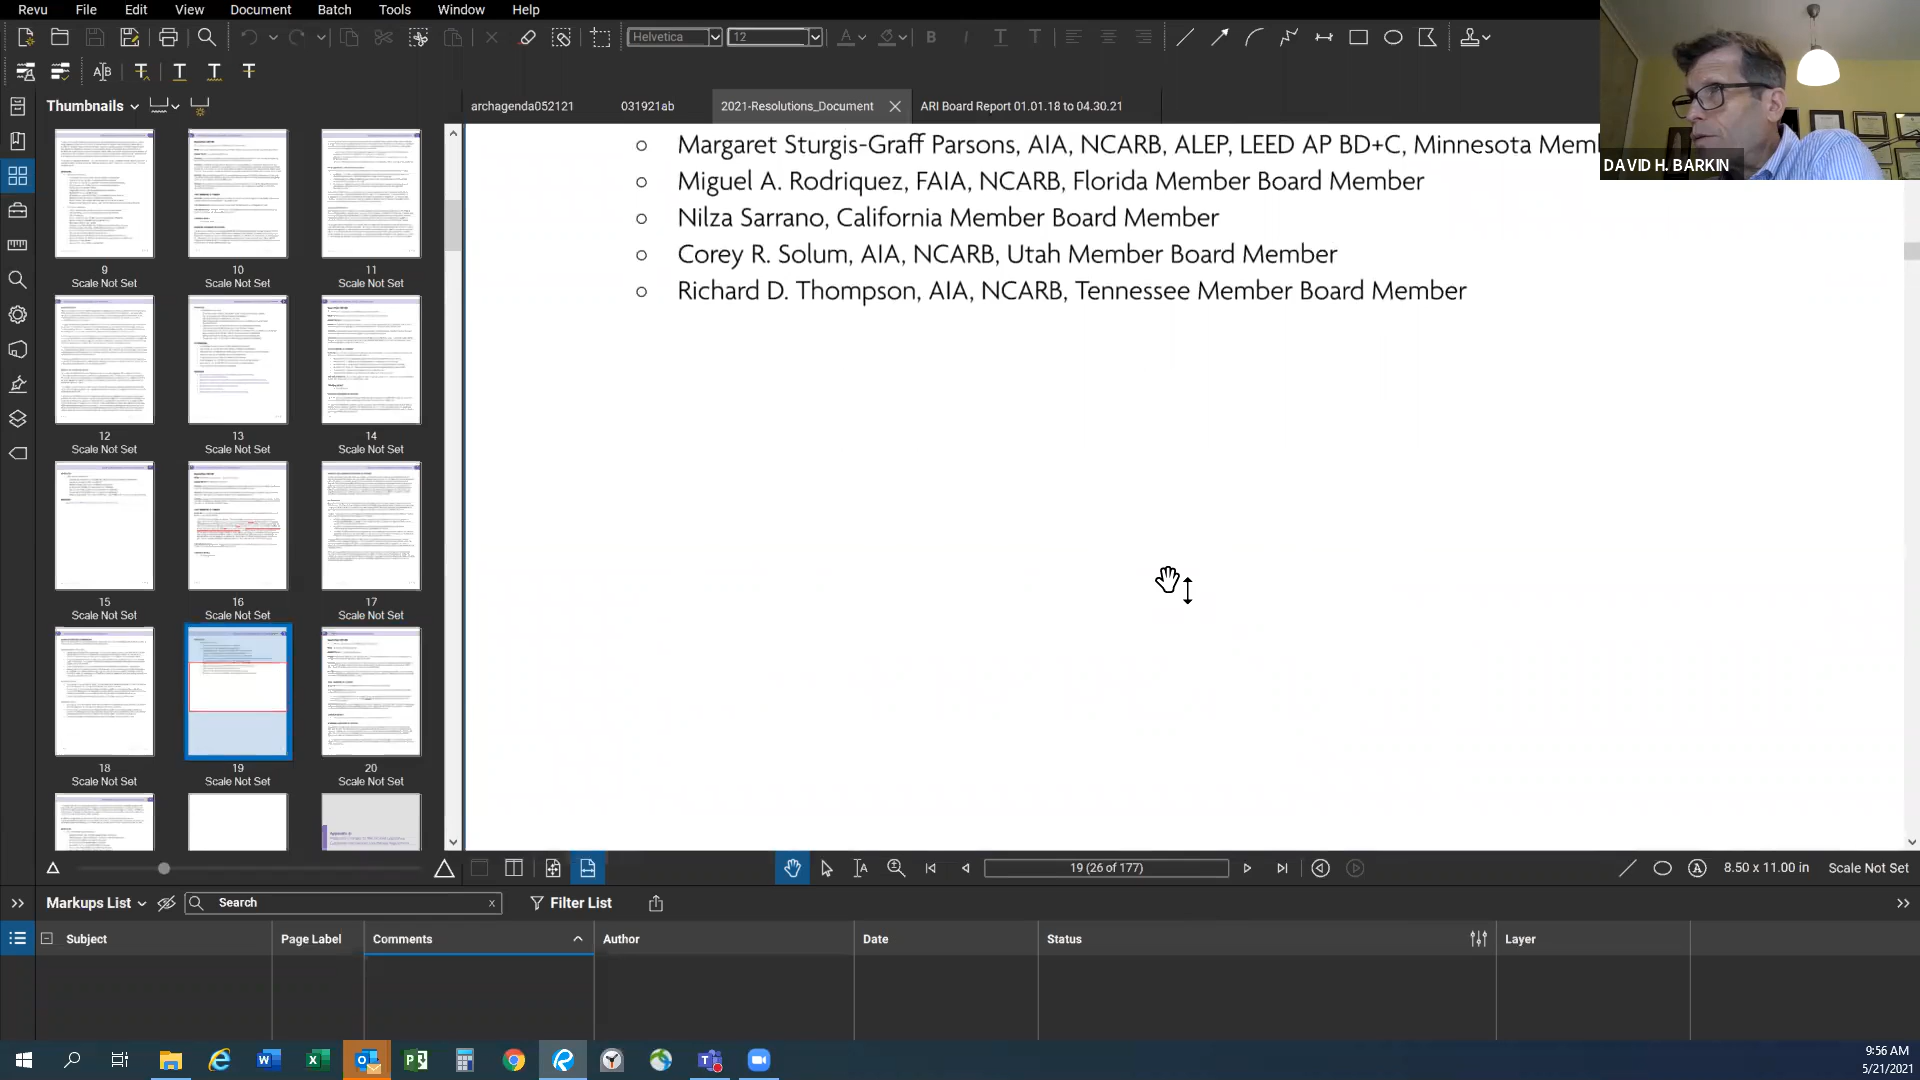 Revu File Edit View Document Batch Tools Window Help
Helvetica 12
Thumbnails
archagenda052121 031921ab 2021-Resolutions_Document ARI Board Report 01.01.18 to 04.30.21
DAVID H. BARKIN
Margaret Sturgis-Graff Parsons, AIA, NCARB, ALEP, LEED AP BD+C, Minnesota Mem
Miguel A. Rodriquez, FAIA, NCARB, Florida Member Board Member
Nilza Sarrano, California Member Board Member
Corey R. Solum, AIA, NCARB, Utah Member Board Member
Richard D. Thompson, AIA, NCARB, Tennessee Member Board Member
9 10 11
Scale Not Set Scale Not Set Scale Not Set
12 13 14
Scale Not Set Scale Not Set Scale Not Set
15 16 17
Scale Not Set Scale Not Set Scale Not Set
18 19 20
Scale Not Set Scale Not Set Scale Not Set
19 (26 of 177) 8.50 x 11.00 in Scale Not Set
Markups List Search x Filter List
Subject Page Label Comments Author Date Status Layer
9:56 AM
5/21/2021